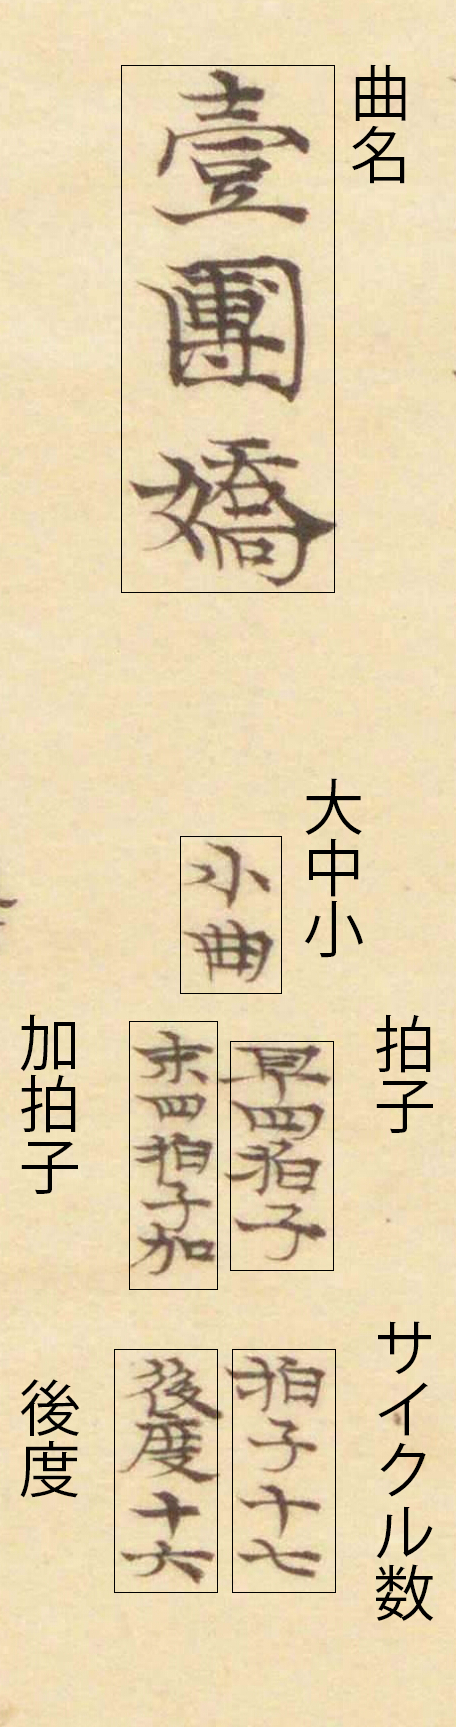 曲名
壹團嬌
大中小
小曲
拍子
早四拍子
加拍子
末四拍子加
サイクル数
拍子十七
後度
後度十六